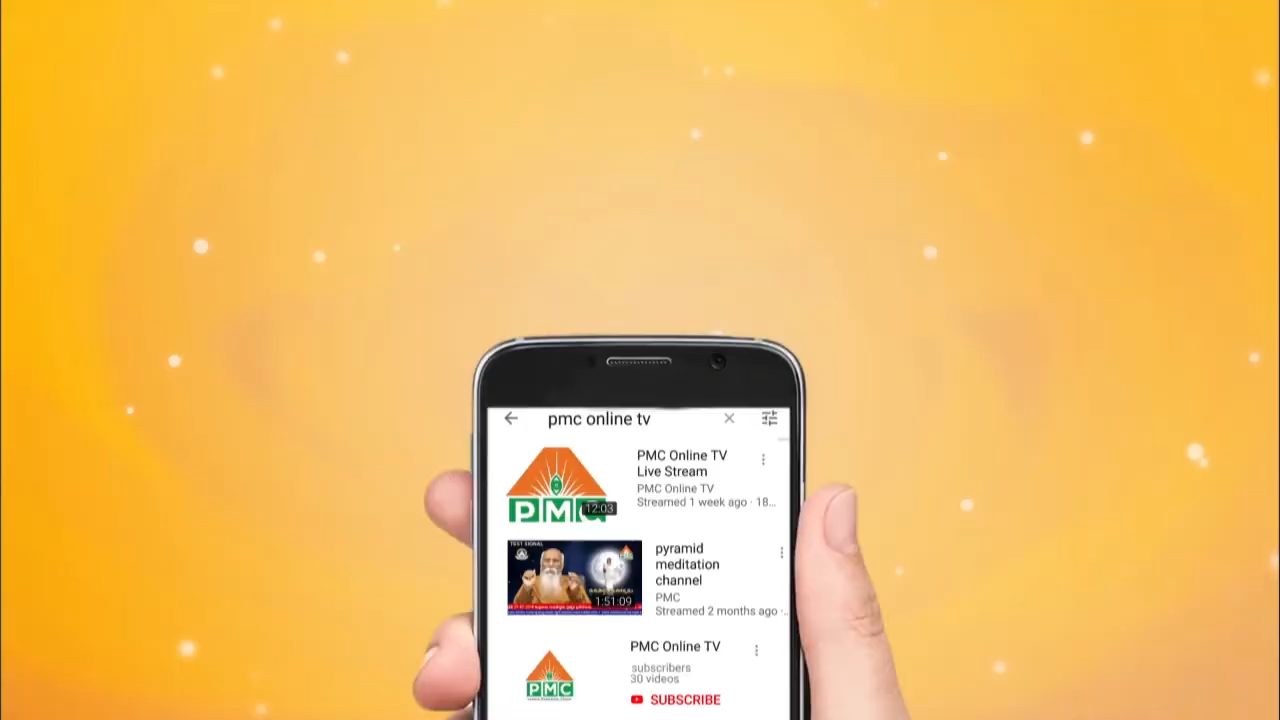 pmc online tv
PMC Online TV
Live Stream
PMC Online TV
Streamed 1 week ago · 18...
PMC
12:03
TEST SIGNAL
1:51:09
pyramid
meditation
channel
PMC
Streamed 2 months ago ·..
PMC Online TV
subscribers
30 videos
SUBSCRIBE
PMC